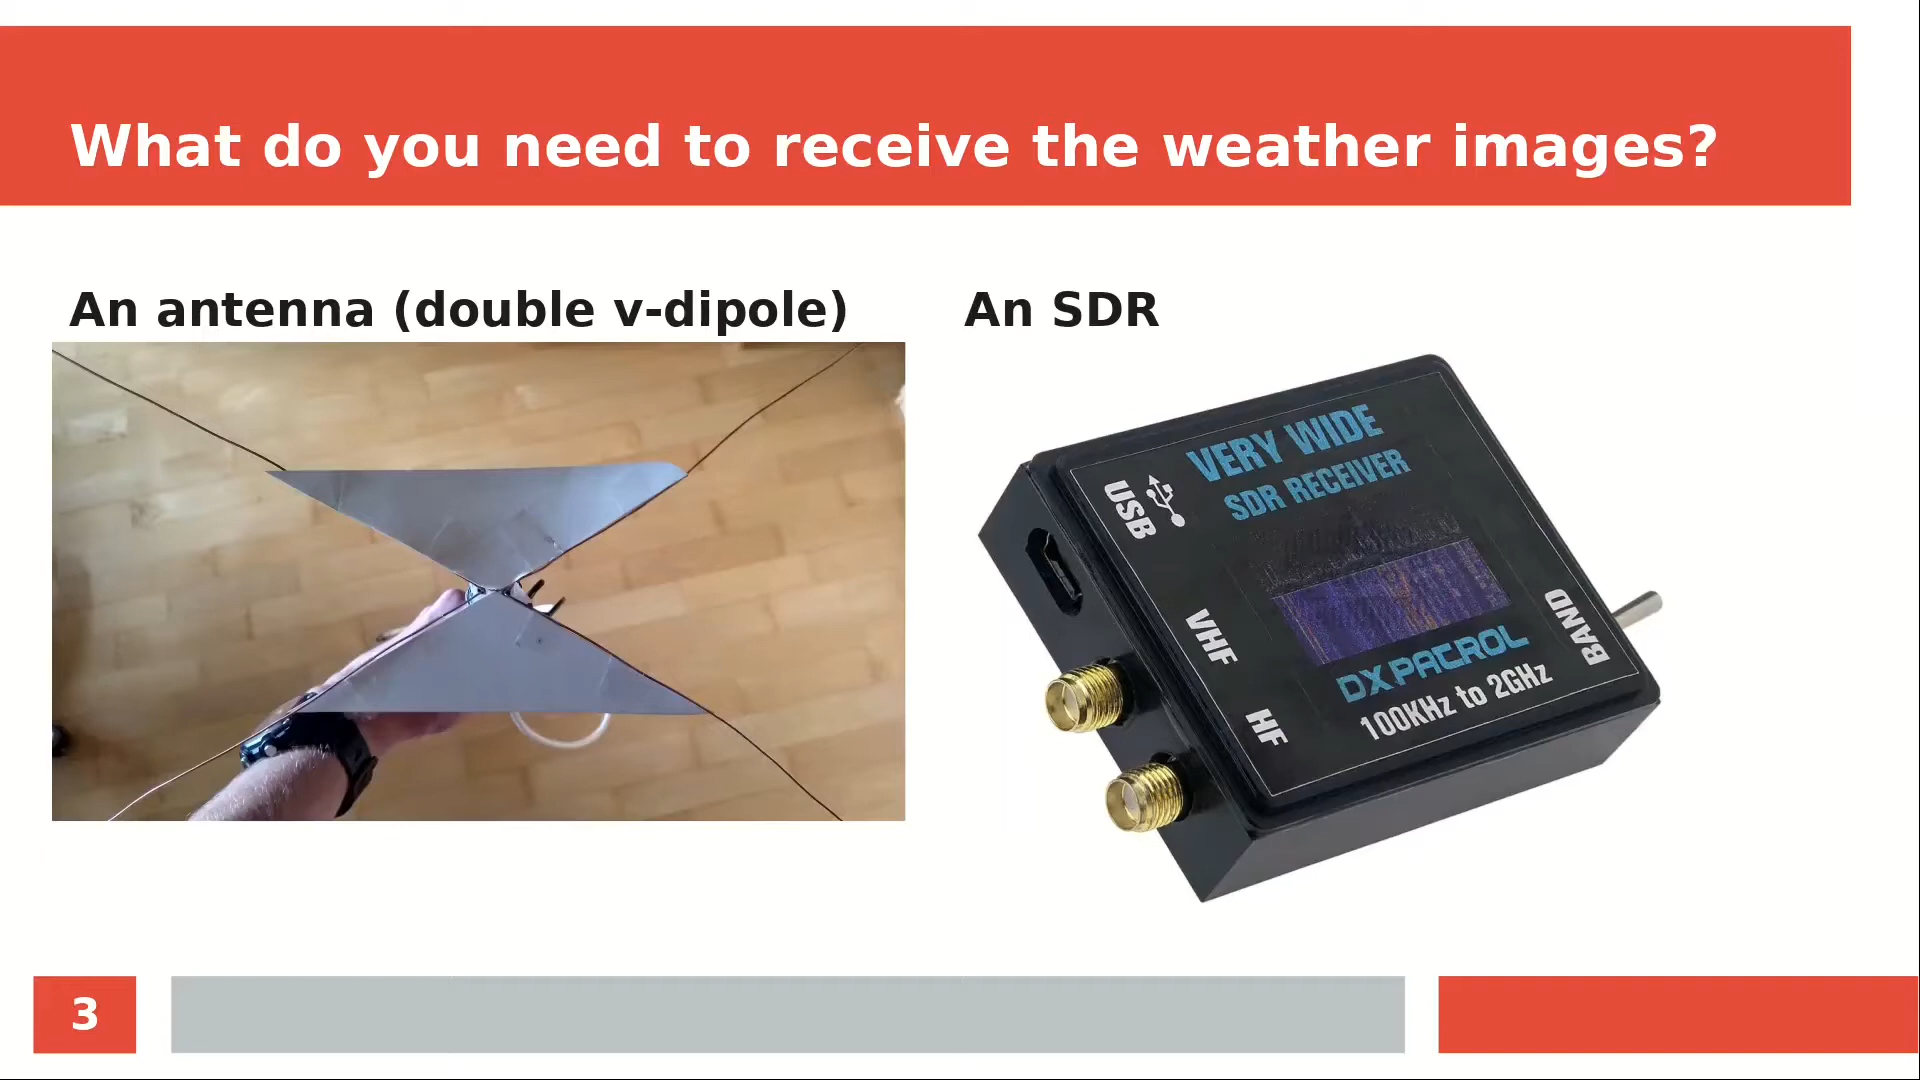 What do you need to receive the weather images?
An antenna (double v-dipole)
An SDR
VERY WIDE
SDR RECEIVER
USB
VHF
HF
BAND
DX PATROL
100KHz to 2GHz
3